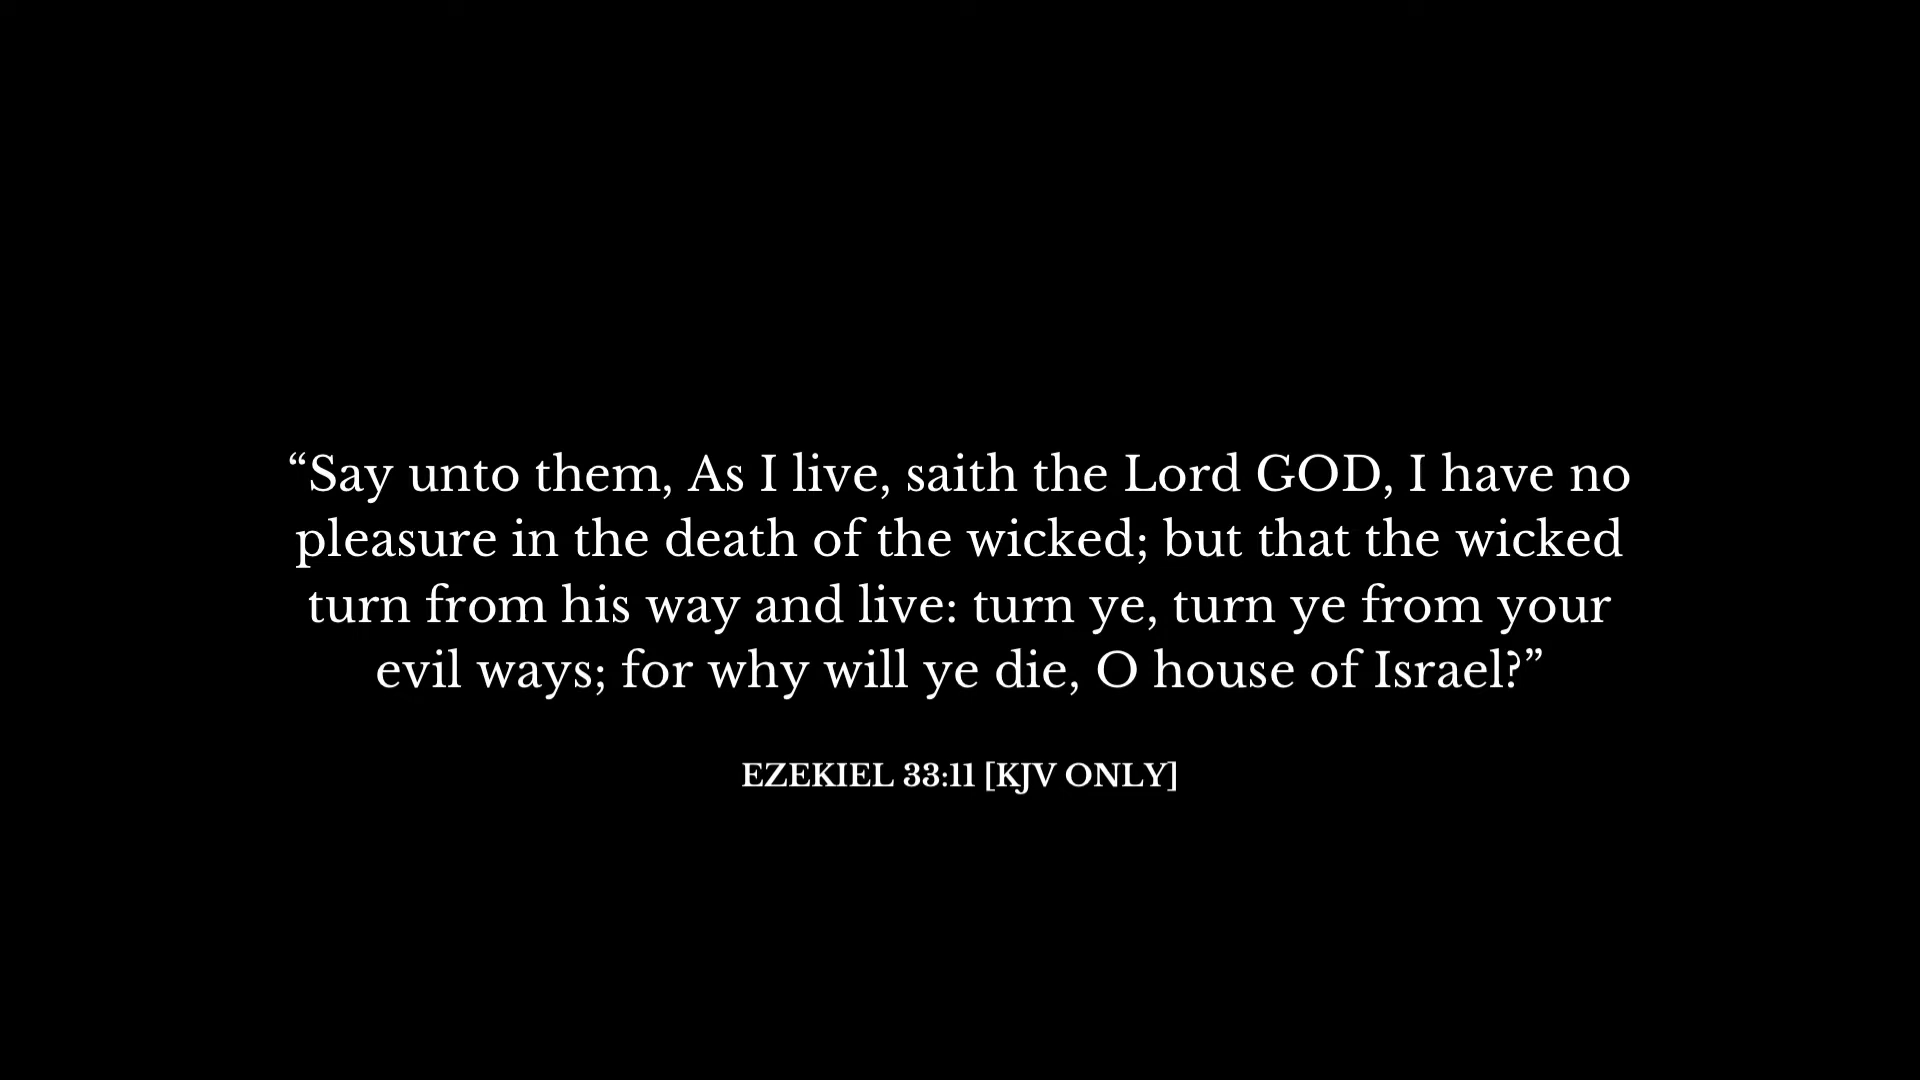 “Say unto them, As I live, saith the Lord GOD, I have no
pleasure in the death of the wicked; but that the wicked
turn from his way and live: turn ye, turn ye from your
evil ways; for why will ye die, O house of Israel?”
EZEKIEL 33:11 [KJV ONLY]